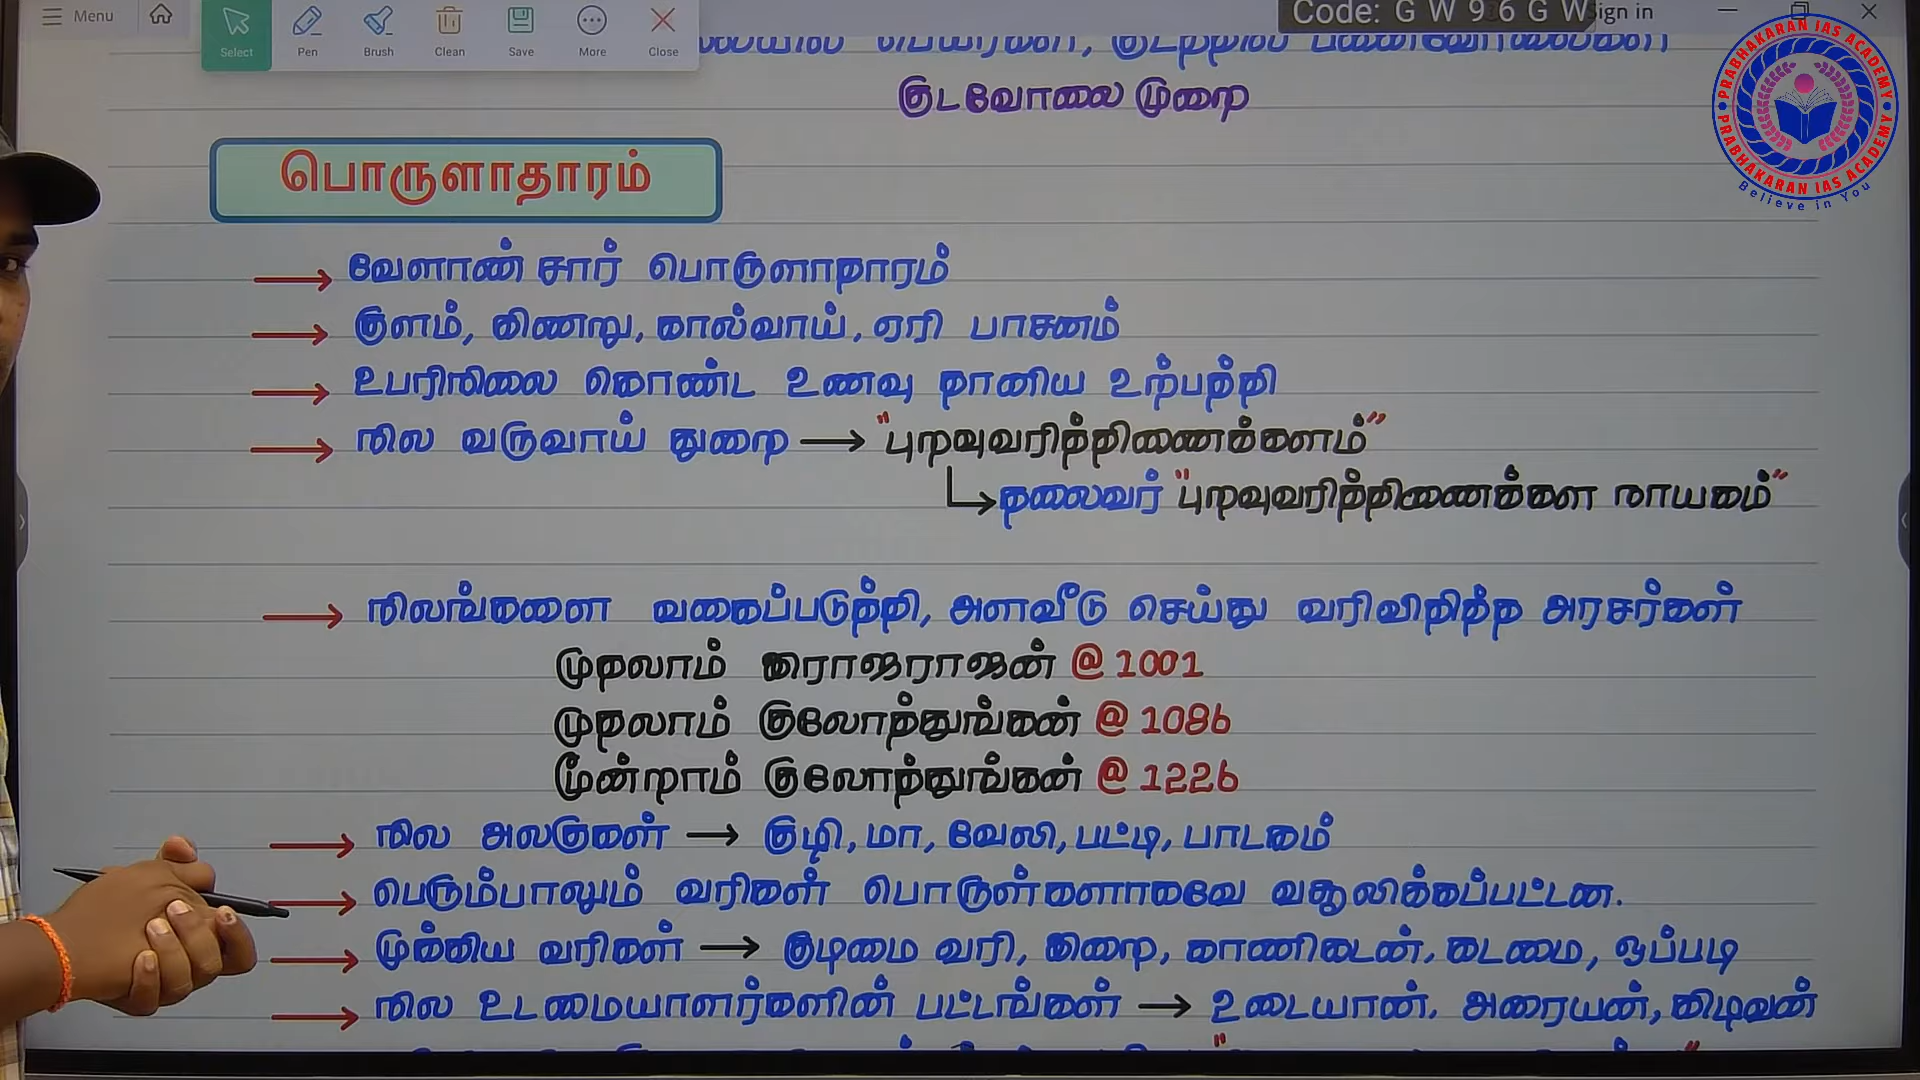 Menu
Select Pen Brush Clean Save More Close
Code: G W 9 6 G W
Sign in
PRABHAKARAN IAS ACADEMY
PRABHAKARAN IAS ACADEMY
Believe in You
குடவோலை முறை
பொருளாதாரம்
வேளாண் சார் பொருளாதாரம்
குளம், கிணறு, கால்வாய், ஏரி பாசனம்
உபரிநிலை கொண்ட உணவு தானிய உற்பத்தி
நில வருவாய் துறை → "புரவுவரித்திணைக்களம்"
தலைவர் "புரவுவரித்திணைக்கள நாயகம்"
நிலங்களை வகைப்படுத்தி, அளவீடு செய்து வரிவிதித்த அரசர்கள்
முதலாம் இராஜராஜன் @ 1001
முதலாம் குலோத்துங்கன் @ 1086
மூன்றாம் குலோத்துங்கன் @ 1226
நில அலகுகள் → குழி, மா, வேலி, பட்டி, பாடகம்
பெரும்பாலும் வரிகள் பொருள்களாகவே வசூலிக்கப்பட்டன.
முக்கிய வரிகள் → குடிமை வரி, இறை, காணிகடன், கடமை, ஒப்படி
நில உடமையாளர்களின் பட்டங்கள் → உடையான், அரையன், கிழவன்